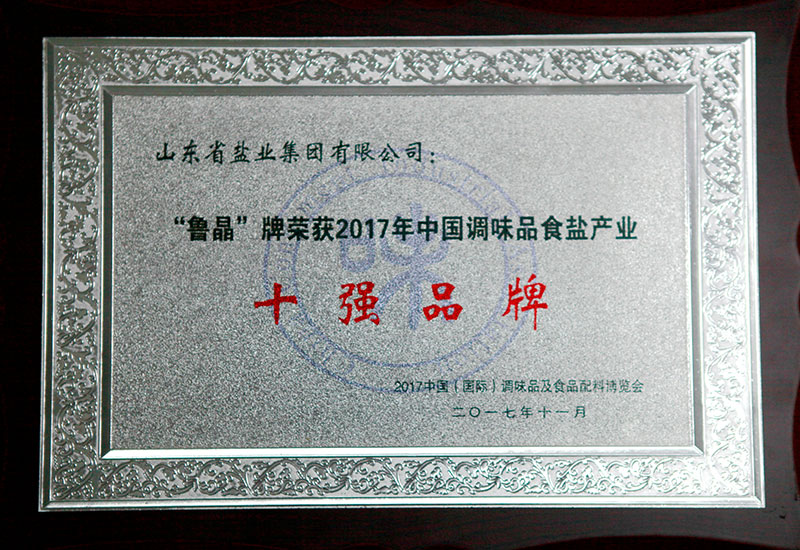 山东省盐业集团有限公司：
“鲁晶”牌荣获2017年中国调味品食盐产业
十强品牌
2017中国（国际）调味品及食品配料博览会
二〇一七年十一月